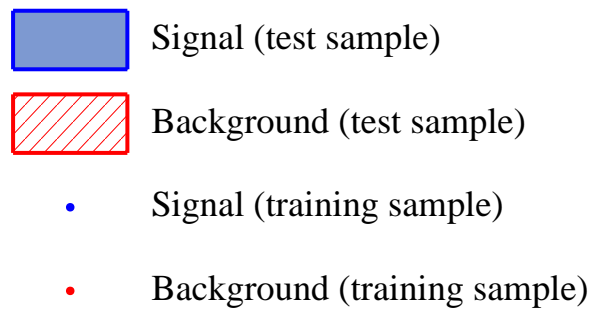 Signal (test sample)
Background (test sample)
Signal (training sample)
Background (training sample)